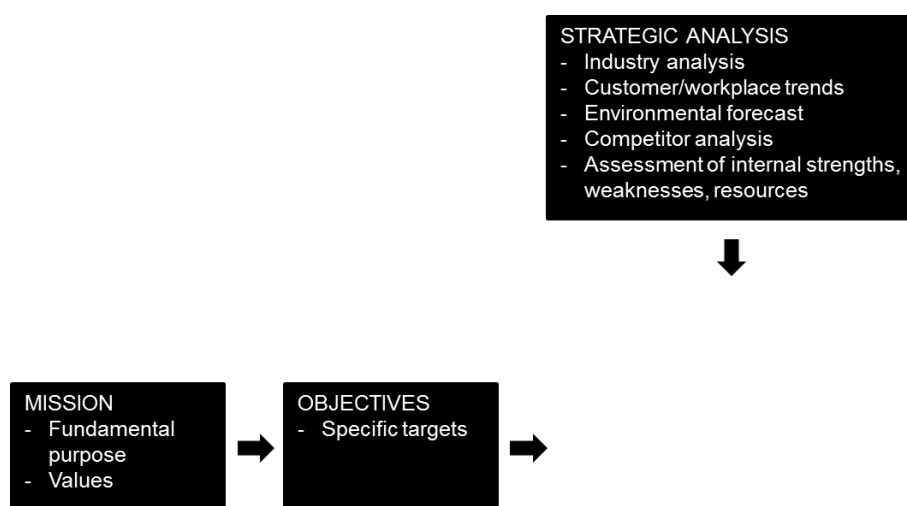 STRATEGIC ANALYSIS
- Industry analysis
- Customer/workplace trends
- Environmental forecast
- Competitor analysis
- Assessment of internal strengths,
weaknesses, resources
MISSION
- Fundamental
purpose
- Values
OBJECTIVES
- Specific targets